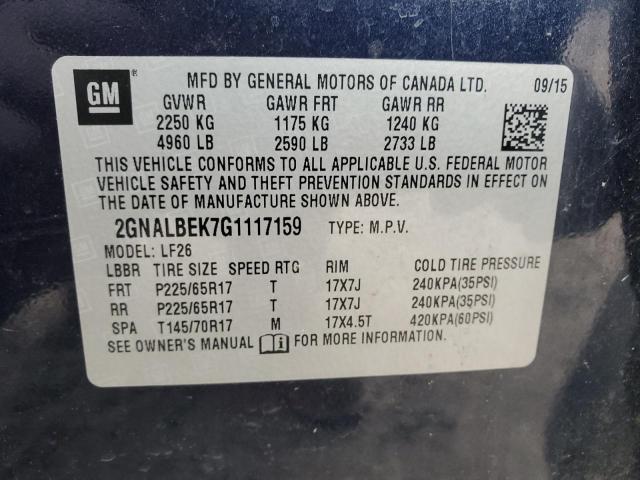 GM
MFD BY GENERAL MOTORS OF CANADA LTD. 09/15
GVWR GAWR FRT GAWR RR
2250 KG 1175 KG 1240 KG
4960 LB 2590 LB 2733 LB
THIS VEHICLE CONFORMS TO ALL APPLICABLE U.S. FEDERAL MOTOR
VEHICLE SAFETY AND THEFT PREVENTION STANDARDS IN EFFECT ON
THE DATE OF MANUFACTURE SHOWN ABOVE.
2GNALBEK7G1117159 TYPE: M.P.V.
MODEL: LF26
LBBR TIRE SIZE SPEED RTG RIM COLD TIRE PRESSURE
FRT P225/65R17 T 17X7J 240KPA(35PSI)
RR P225/65R17 T 17X7J 240KPA(35PSI)
SPA T145/70R17 M 17X4.5T 420KPA(60PSI)
SEE OWNER'S MANUAL FOR MORE INFORMATION.